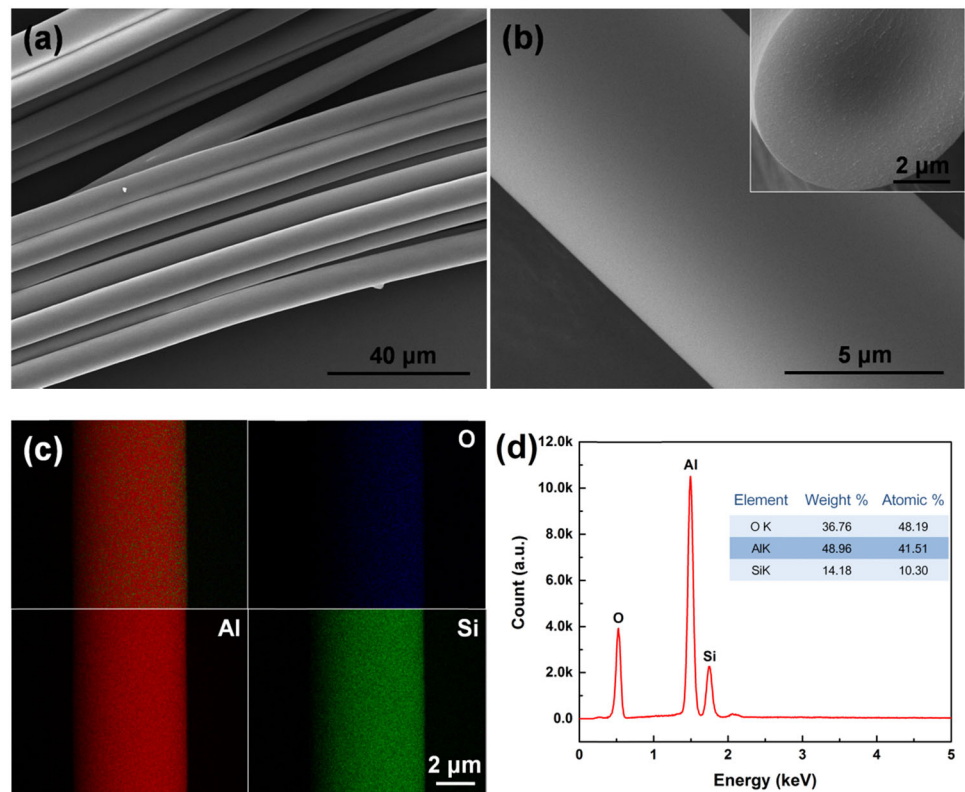 (a)
40 µm
(b)
2 µm
5 µm
(c)
O
Al
Si
2 µm
(d)
12.0k
10.0k
8.0k
6.0k
4.0k
2.0k
0.0
Count (a.u.)
O
Al
Si
Element Weight % Atomic %
O K 36.76 48.19
AlK 48.96 41.51
SiK 14.18 10.30
0 1 2 3 4 5
Energy (keV)